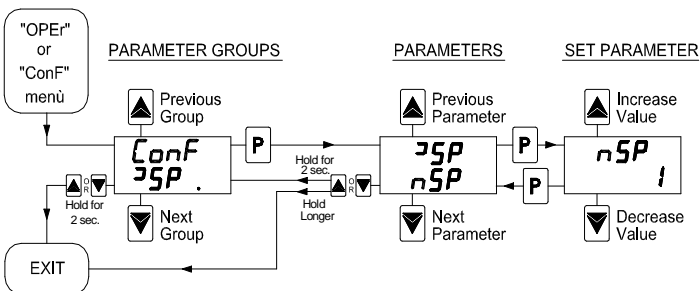 "OPEr"
or
"ConF"
menù
PARAMETER GROUPS
PARAMETERS
SET PARAMETER
Previous
Group
Previous
Parameter
Increase
Value
ConF
ᆿSP .
P
Hold for
2 sec.
ᆿSP
nSP
P
P
nSP
1
OR
Hold for
2 sec.
OR
Hold
Longer
Next
Group
Next
Parameter
Decrease
Value
EXIT